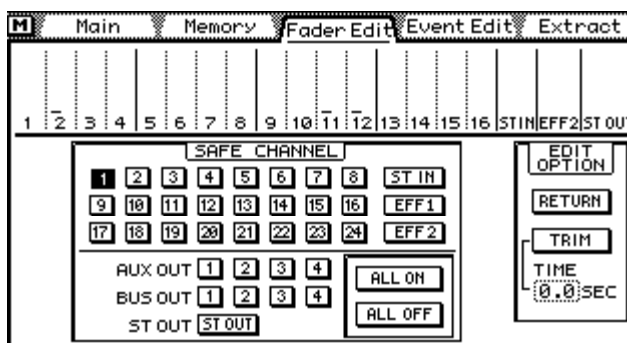 M Main Memory Fader Edit Event Edit Extract
1 2 3 4 5 6 7 8 9 10 11 12 13 14 15 16 ST IN EFF2 ST OUT
SAFE CHANNEL
1 2 3 4 5 6 7 8 ST IN
9 10 11 12 13 14 15 16 EFF1
17 18 19 20 21 22 23 24 EFF2
AUX OUT 1 2 3 4
BUS OUT 1 2 3 4
ST OUT ST OUT
ALL ON
ALL OFF
EDIT
OPTION
RETURN
TRIM
TIME
0.0 SEC